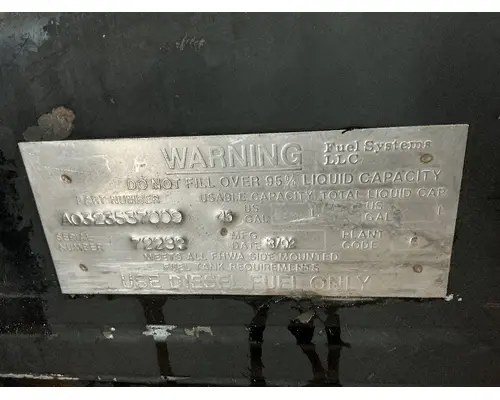 WARNING Fuel Systems LLC
DO NOT FILL OVER 95% LIQUID CAPACITY
PART NUMBER USABLE CAPACITY TOTAL LIQUID CAP
US GAL L US GAL L
SERIAL NUMBER MFG DATE 3/02 PLANT CODE
MEETS ALL FHWA SIDE MOUNTED
FUEL TANK REQUIREMENTS
USE DIESEL FUEL ONLY